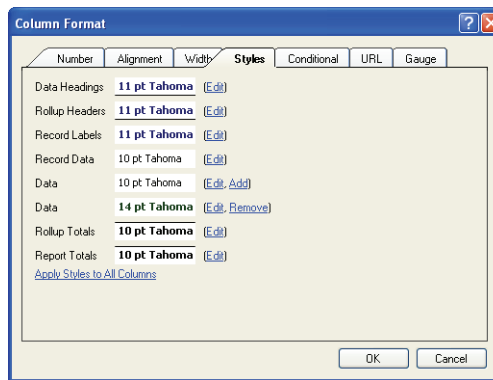 Column Format
Number Alignment Width Styles Conditional URL Gauge
Data Headings 11 pt Tahoma (Edit)
Rollup Headers 11 pt Tahoma (Edit)
Record Labels 11 pt Tahoma (Edit)
Record Data 10 pt Tahoma (Edit)
Data 10 pt Tahoma (Edit, Add)
Data 14 pt Tahoma (Edit, Remove)
Rollup Totals 10 pt Tahoma (Edit)
Report Totals 10 pt Tahoma (Edit)
Apply Styles to All Columns
OK Cancel